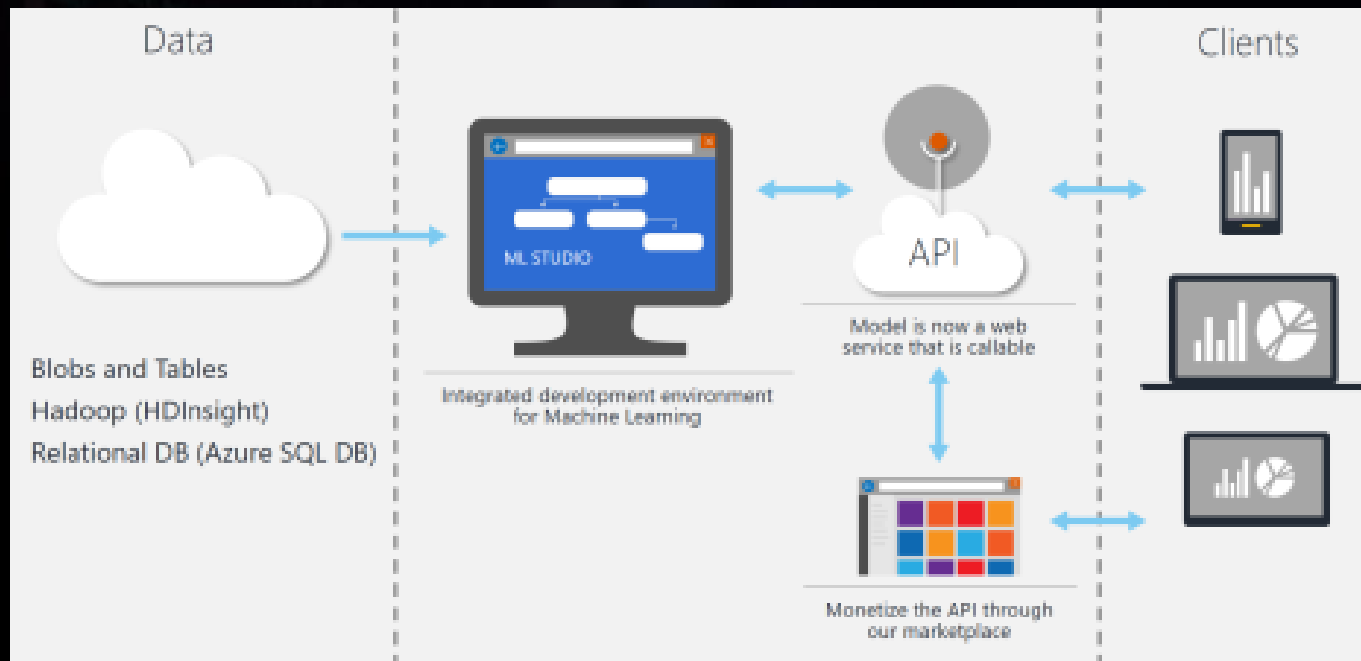 Data
Clients
ML STUDIO
API
Blobs and Tables
Hadoop (HDInsight)
Relational DB (Azure SQL DB)
Integrated development environment
for Machine Learning
Model is now a web
service that is callable
Monetize the API through
our marketplace